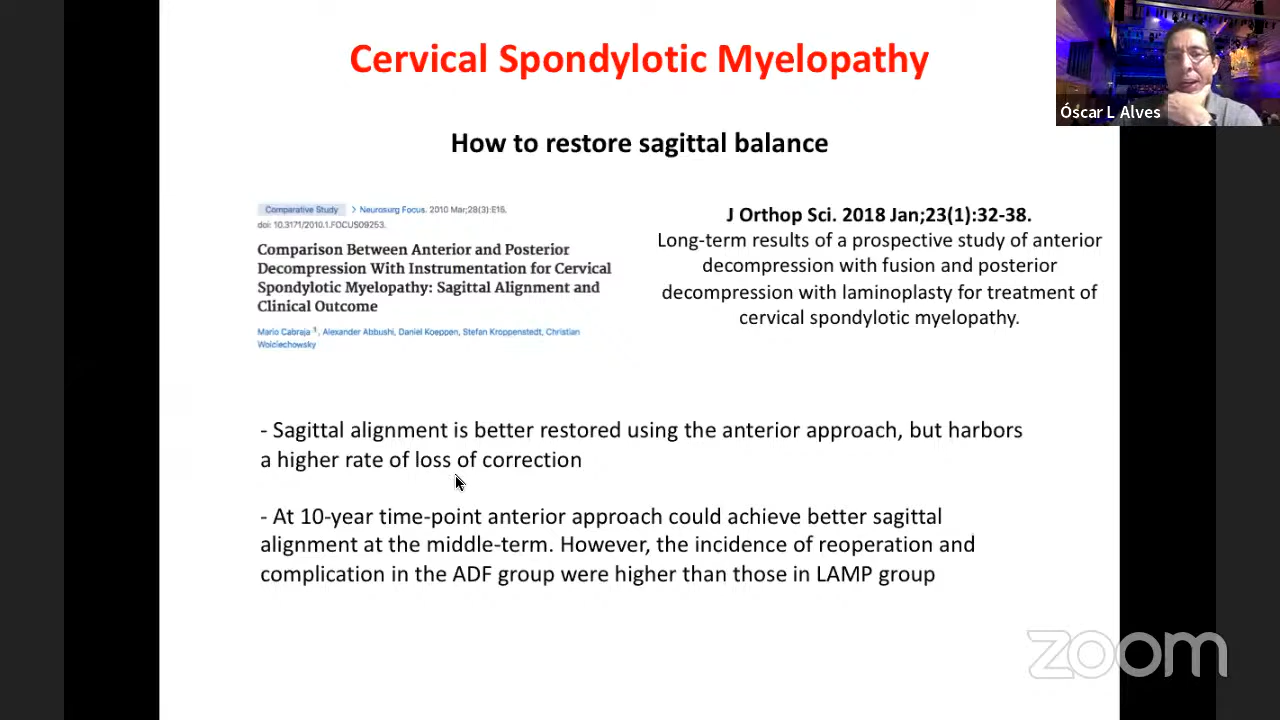 Cervical Spondylotic Myelopathy
Óscar L Alves
How to restore sagittal balance
Comparative Study > Neurosurg Focus. 2010 Mar;28(3):E15.
doi: 10.3171/2010.1.FOCUS09253.
Comparison Between Anterior and Posterior
Decompression With Instrumentation for Cervical
Spondylotic Myelopathy: Sagittal Alignment and
Clinical Outcome
Mario Cabraja 1, Alexander Abbushi, Daniel Koeppen, Stefan Kroppenstedt, Christian
Woiciechowsky
J Orthop Sci. 2018 Jan;23(1):32-38.
Long-term results of a prospective study of anterior
decompression with fusion and posterior
decompression with laminoplasty for treatment of
cervical spondylotic myelopathy.
- Sagittal alignment is better restored using the anterior approach, but harbors
a higher rate of loss of correction
- At 10-year time-point anterior approach could achieve better sagittal
alignment at the middle-term. However, the incidence of reoperation and
complication in the ADF group were higher than those in LAMP group
zoom